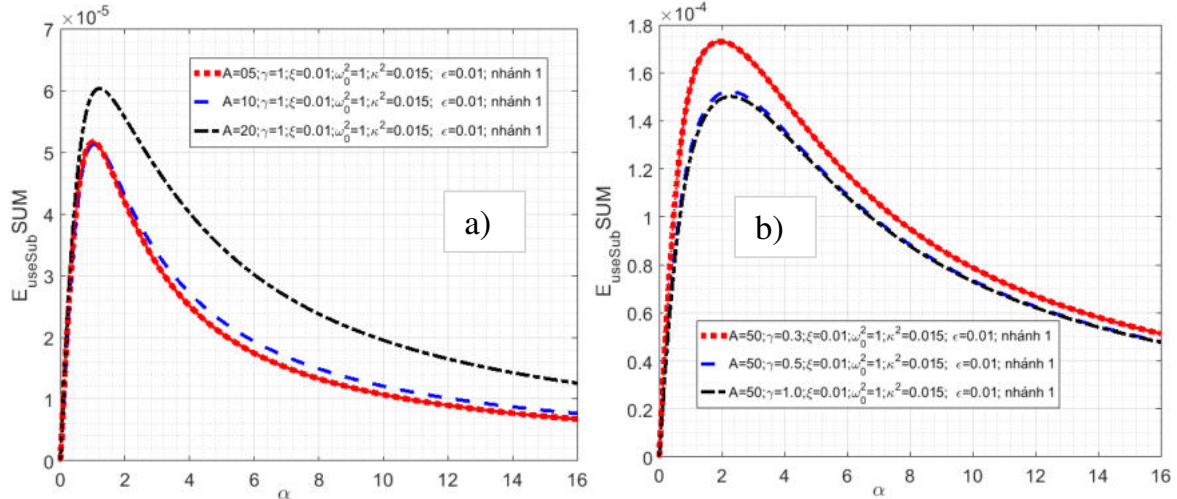 ×10⁻⁵
7
6
5
4
3
2
1
0
E_useSub SUM
A=05;γ=1;ξ=0.01;ω₀²=1;κ²=0.015; ϵ=0.01; nhánh 1
A=10;γ=1;ξ=0.01;ω₀²=1;κ²=0.015; ϵ=0.01; nhánh 1
A=20;γ=1;ξ=0.01;ω₀²=1;κ²=0.015; ϵ=0.01; nhánh 1
a)
0 2 4 6 8 10 12 14 16
α
×10⁻⁴
1.8
1.6
1.4
1.2
1
0.8
0.6
0.4
0.2
0
E_useSub SUM
b)
A=50;γ=0.3;ξ=0.01;ω₀²=1;κ²=0.015; ϵ=0.01; nhánh 1
A=50;γ=0.5;ξ=0.01;ω₀²=1;κ²=0.015; ϵ=0.01; nhánh 1
A=50;γ=1.0;ξ=0.01;ω₀²=1;κ²=0.015; ϵ=0.01; nhánh 1
0 2 4 6 8 10 12 14 16
α